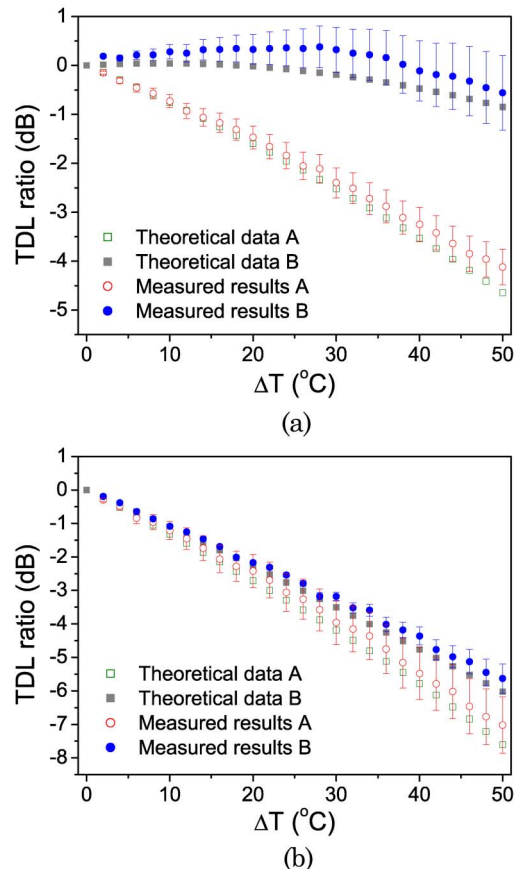 1
0
-1
-2
-3
-4
-5
TDL ratio (dB)
Theoretical data A
Theoretical data B
Measured results A
Measured results B
0 10 20 30 40 50
ΔT (°C)
(a)
1
0
-1
-2
-3
-4
-5
-6
-7
-8
TDL ratio (dB)
Theoretical data A
Theoretical data B
Measured results A
Measured results B
0 10 20 30 40 50
ΔT (°C)
(b)